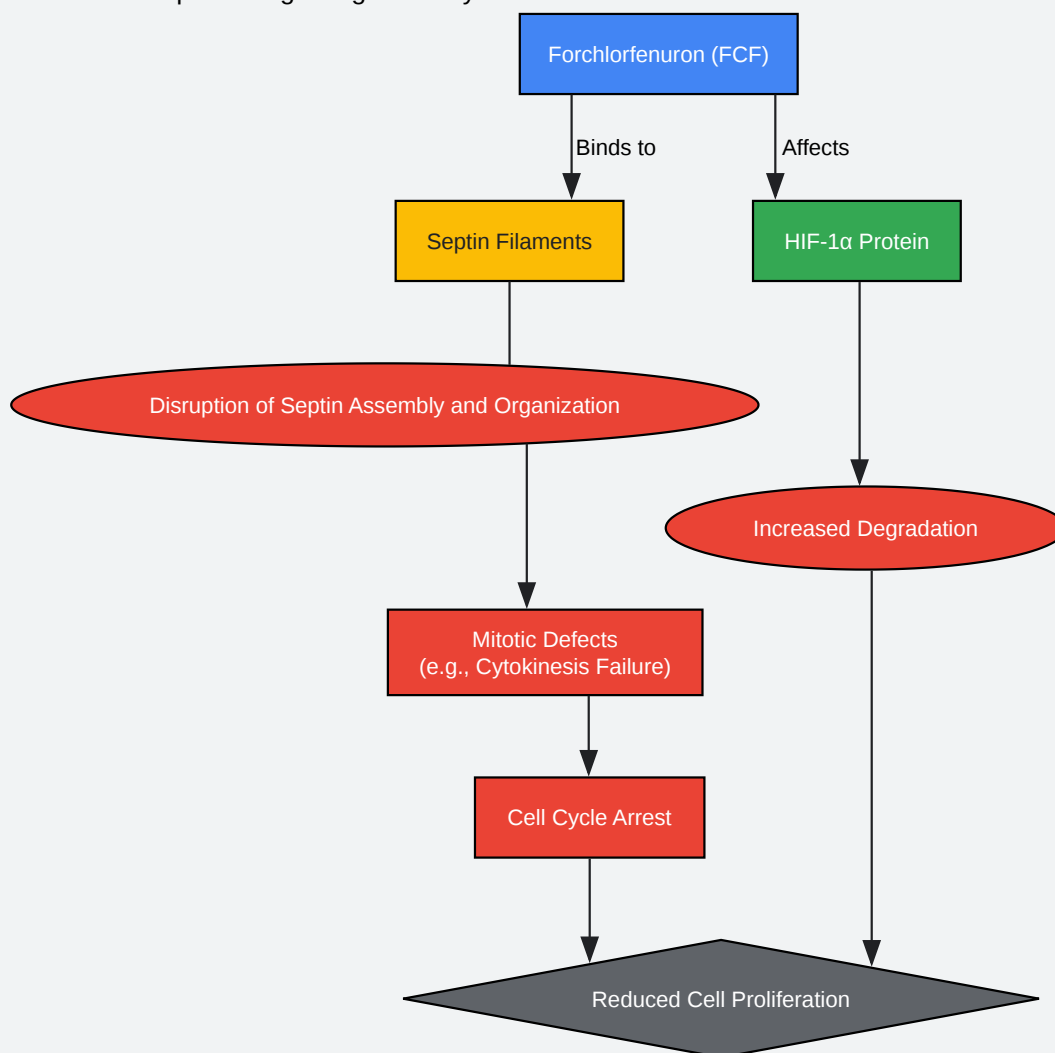 Forchlorfenuron (FCF)
Binds to
Affects
Septin Filaments
HIF-1α Protein
Disruption of Septin Assembly and Organization
Increased Degradation
Mitotic Defects
(e.g., Cytokinesis Failure)
Cell Cycle Arrest
Reduced Cell Proliferation